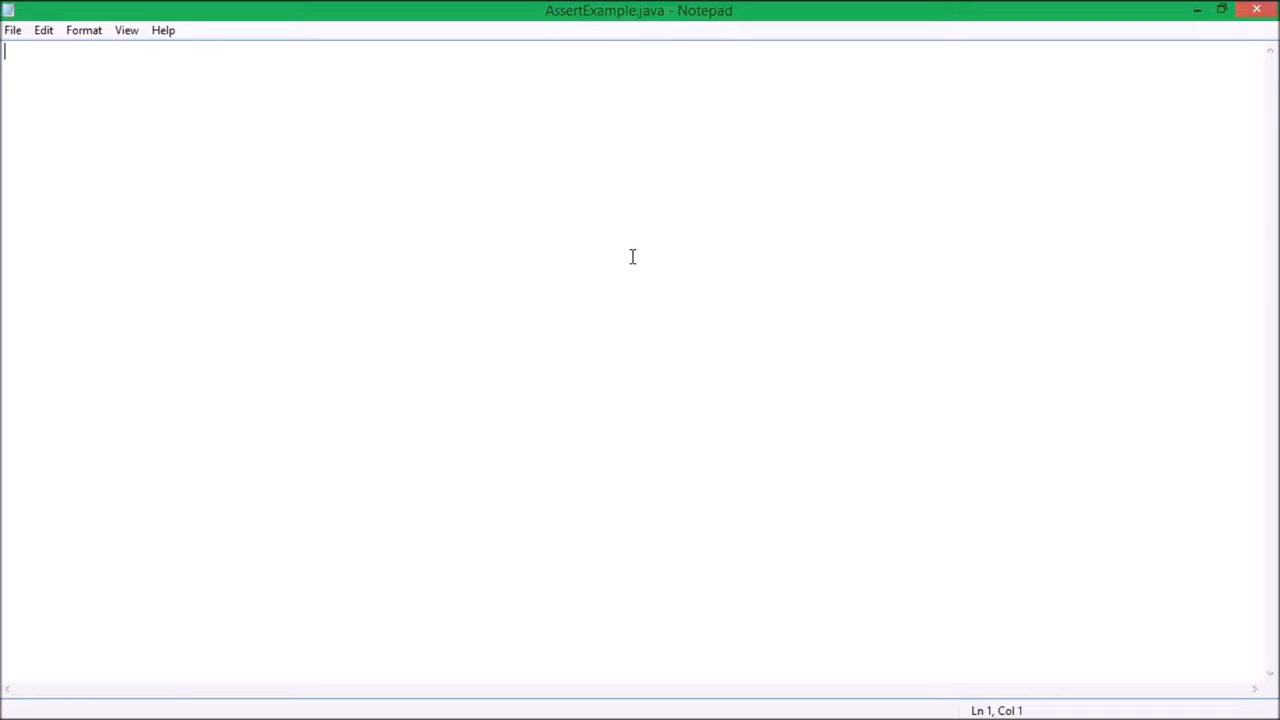 AssertExample.java - Notepad
File Edit Format View Help
Ln 1, Col 1